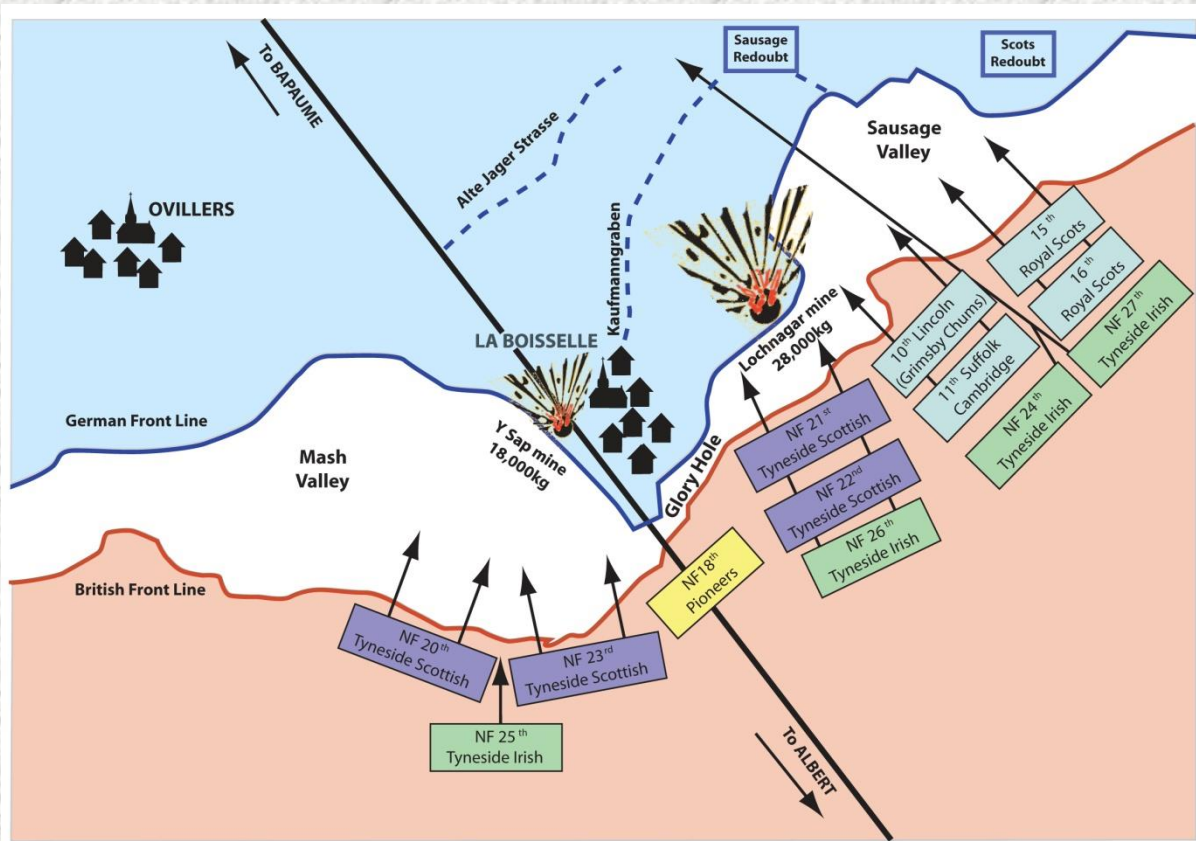 To BAPAUME
Sausage
Redoubt
Scots
Redoubt
Alte Jager Strasse
Sausage
Valley
OVILLERS
Kaufmanngraben
15th
Royal Scots
16th
Royal Scots
NF 27th
Tyneside Irish
LA BOISSELLE
Lochnagar mine
28,000kg
10th Lincoln
(Grimsby Chums)
11th Suffolk
Cambridge
NF 24th
Tyneside Irish
German Front Line
Y Sap mine
18,000kg
Mash
Valley
Glory Hole
NF 21st
Tyneside Scottish
NF 22nd
Tyneside Scottish
NF 26th
Tyneside Irish
British Front Line
NF18th
Pioneers
NF 20th
Tyneside Scottish
NF 23rd
Tyneside Scottish
NF 25th
Tyneside Irish
To ALBERT